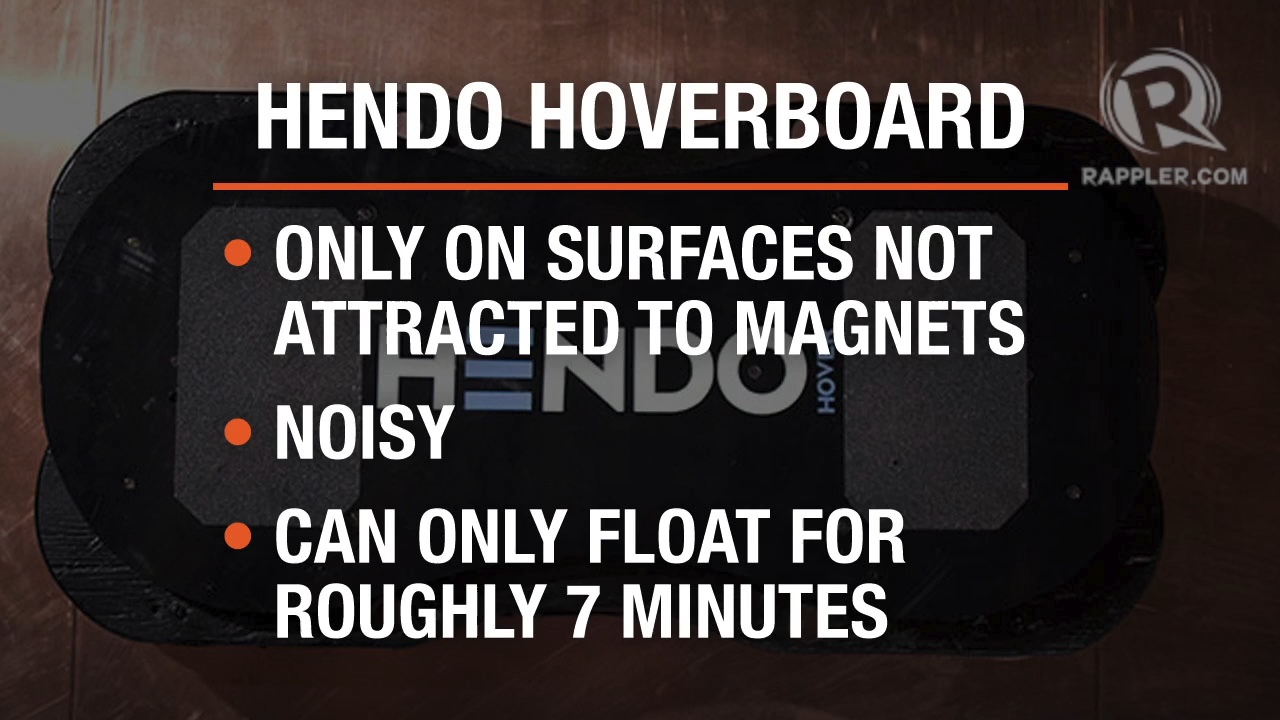 HENDO HOVERBOARD
RAPPLER.COM
• ONLY ON SURFACES NOT
ATTRACTED TO MAGNETS
HENDO
HOVER
• NOISY
• CAN ONLY FLOAT FOR
ROUGHLY 7 MINUTES